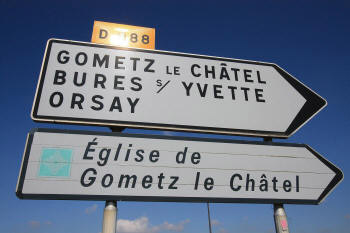 D 188
GOMETZ LE CHÂTEL
BURES s/ YVETTE
ORSAY
Église de
Gometz le Châtel